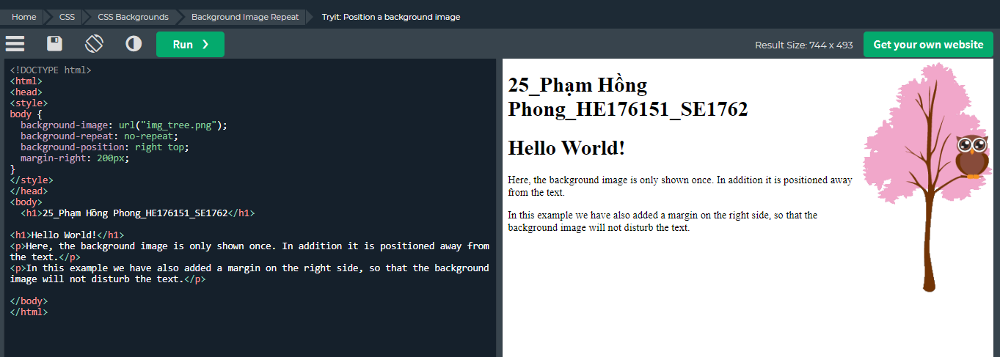 Home
CSS
CSS Backgrounds
Background Image Repeat
Tryit: Position a background image
Run ❯
Result Size: 744 x 493
Get your own website
<!DOCTYPE html>
<html>
<head>
<style>
body {
  background-image: url("img_tree.png");
  background-repeat: no-repeat;
  background-position: right top;
  margin-right: 200px;
}
</style>
</head>
<body>
  <h1>25_Phạm Hồng Phong_HE176151_SE1762</h1>
<h1>Hello World!</h1>
<p>Here, the background image is only shown once. In addition it is positioned away from
the text.</p>
<p>In this example we have also added a margin on the right side, so that the background
image will not disturb the text.</p>
</body>
</html>
25_Phạm Hồng
Phong_HE176151_SE1762
Hello World!
Here, the background image is only shown once. In addition it is positioned away
from the text.
In this example we have also added a margin on the right side, so that the
background image will not disturb the text.